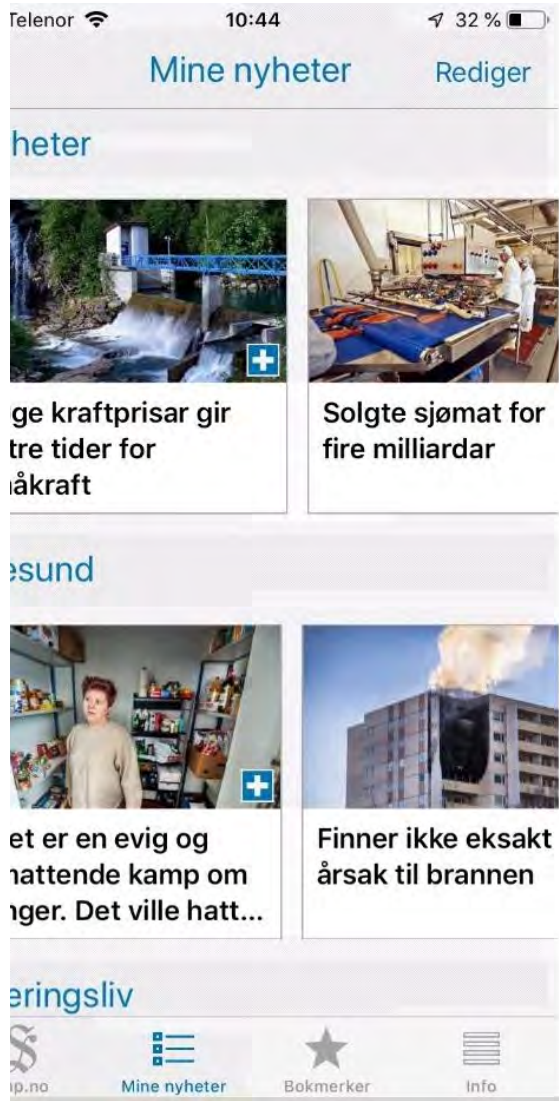 Telenor 10:44 32 %
Mine nyheter Rediger
heter
ge kraftprisar gir
tre tider for
åkraft
Solgte sjømat for
fire milliardar
esund
et er en evig og
nattende kamp om
nger. Det ville hatt...
Finner ikke eksakt
årsak til brannen
eringsliv
S
np.no Mine nyheter Bokmerker Info